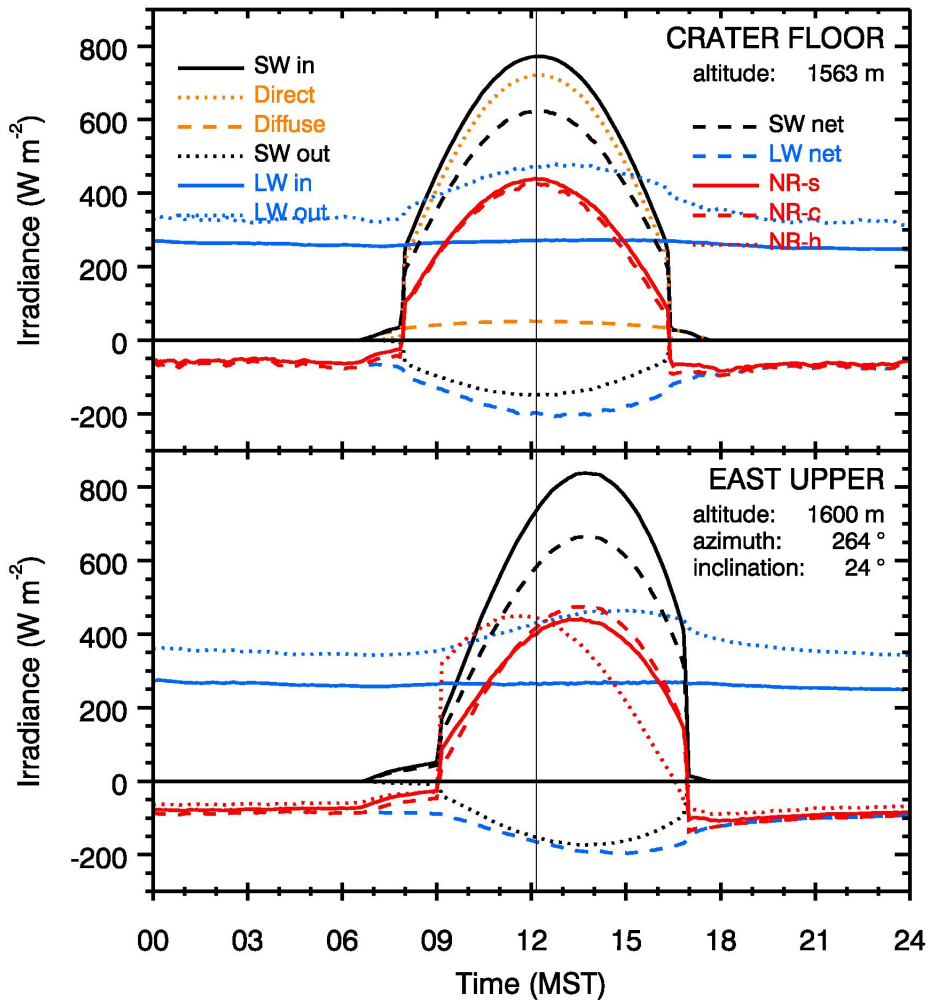 CRATER FLOOR
altitude: 1563 m
SW in
Direct
Diffuse
SW out
LW in
LW out
SW net
LW net
NR-s
NR-c
NR-h
800
600
400
200
0
-200
Irradiance (W m-2)
EAST UPPER
altitude: 1600 m
azimuth: 264 °
inclination: 24 °
800
600
400
200
0
-200
Irradiance (W m-2)
00 03 06 09 12 15 18 21 24
Time (MST)